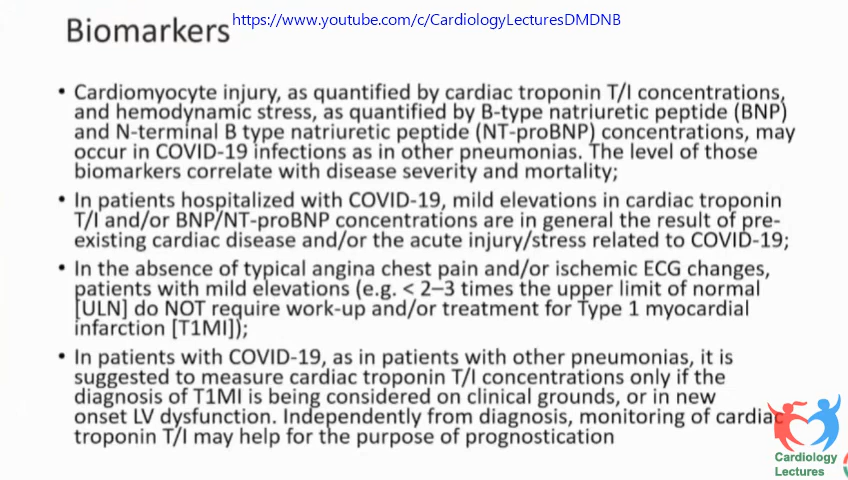 https://www.youtube.com/c/CardiologyLecturesDMDNB
Biomarkers
• Cardiomyocyte injury, as quantified by cardiac troponin T/I concentrations,
and hemodynamic stress, as quantified by B-type natriuretic peptide (BNP)
and N-terminal B type natriuretic peptide (NT-proBNP) concentrations, may
occur in COVID-19 infections as in other pneumonias. The level of those
biomarkers correlate with disease severity and mortality;
• In patients hospitalized with COVID-19, mild elevations in cardiac troponin
T/I and/or BNP/NT-proBNP concentrations are in general the result of pre-
existing cardiac disease and/or the acute injury/stress related to COVID-19;
• In the absence of typical angina chest pain and/or ischemic ECG changes,
patients with mild elevations (e.g. < 2–3 times the upper limit of normal
[ULN] do NOT require work-up and/or treatment for Type 1 myocardial
infarction [T1MI]);
• In patients with COVID-19, as in patients with other pneumonias, it is
suggested to measure cardiac troponin T/I concentrations only if the
diagnosis of T1MI is being considered on clinical grounds, or in new
onset LV dysfunction. Independently from diagnosis, monitoring of cardiac
troponin T/I may help for the purpose of prognostication
Cardiology
Lectures